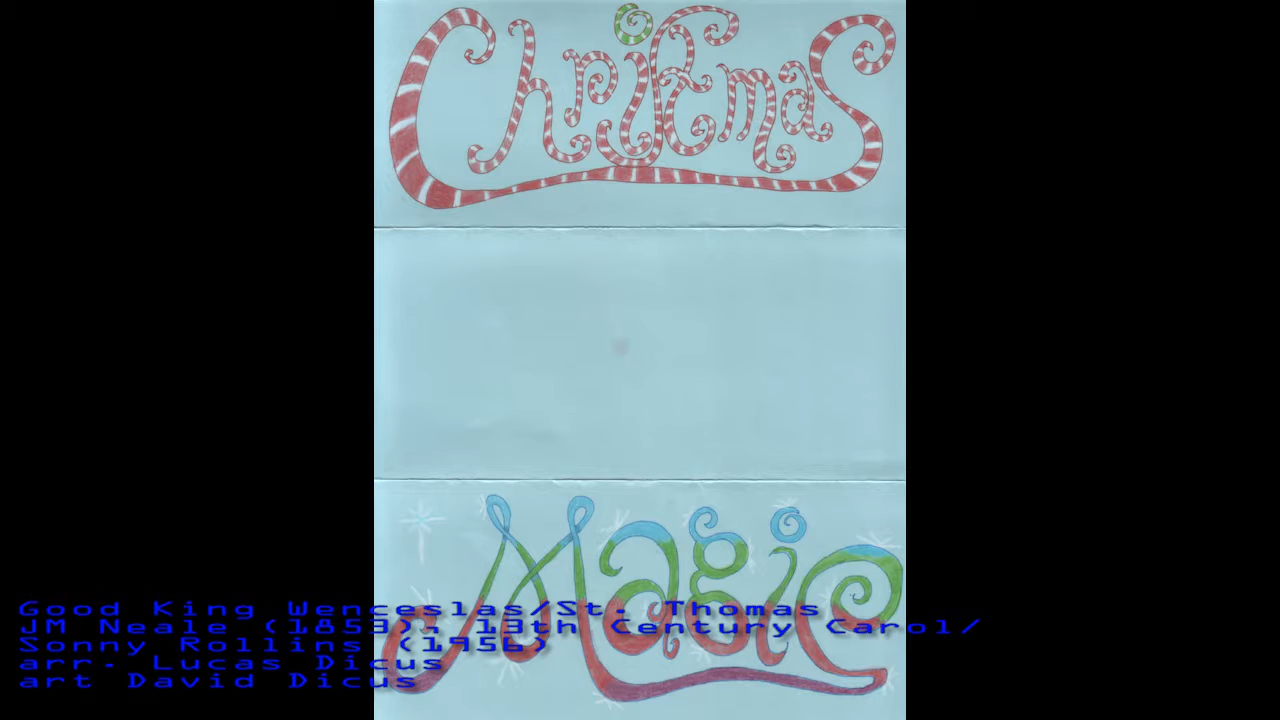 Christmas
Magic
Good King Wenceslas/St. Thomas
JM Neale (1853), 13th Century Carol/
Sonny Rollins (1956)
arr. Lucas Dicus
art David Dicus